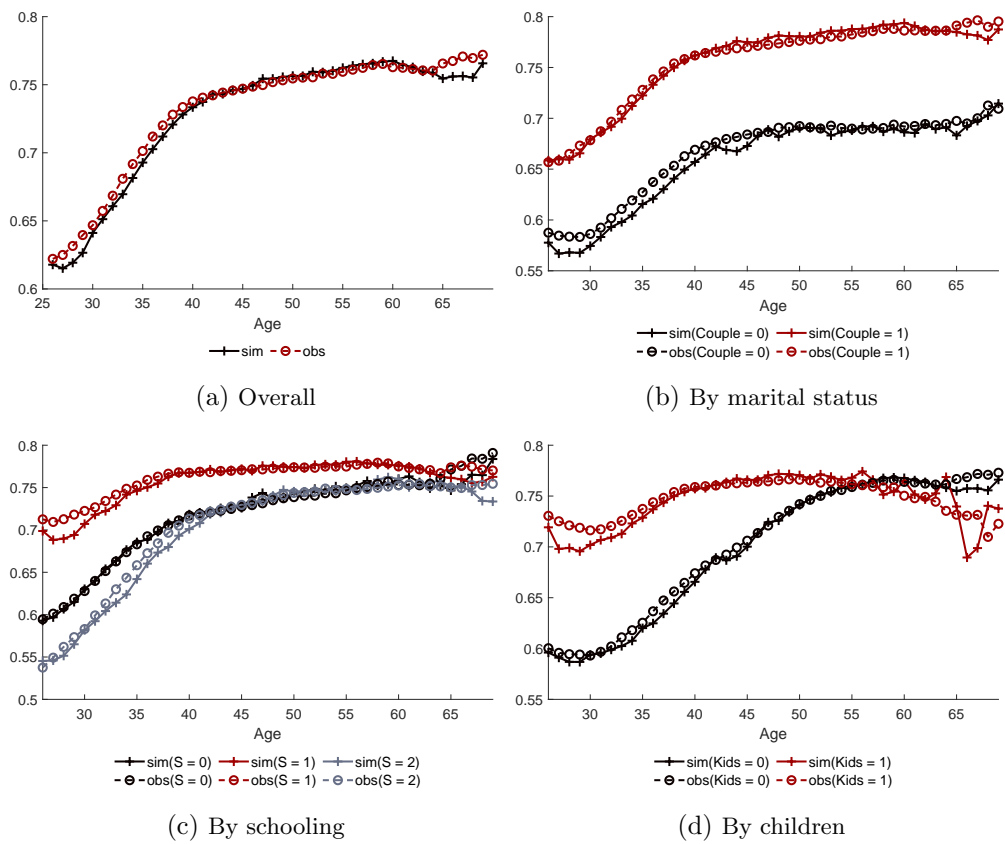 0.8
0.75
0.7
0.65
0.6
25 30 35 40 45 50 55 60 65
Age
sim obs
(a) Overall
0.8
0.75
0.7
0.65
0.6
0.55
30 35 40 45 50 55 60 65
Age
sim(Couple = 0) sim(Couple = 1)
obs(Couple = 0) obs(Couple = 1)
(b) By marital status
0.8
0.75
0.7
0.65
0.6
0.55
0.5
30 35 40 45 50 55 60 65
Age
sim(S = 0) sim(S = 1) sim(S = 2)
obs(S = 0) obs(S = 1) obs(S = 2)
(c) By schooling
0.8
0.75
0.7
0.65
0.6
0.55
30 35 40 45 50 55 60 65
Age
sim(Kids = 0) sim(Kids = 1)
obs(Kids = 0) obs(Kids = 1)
(d) By children